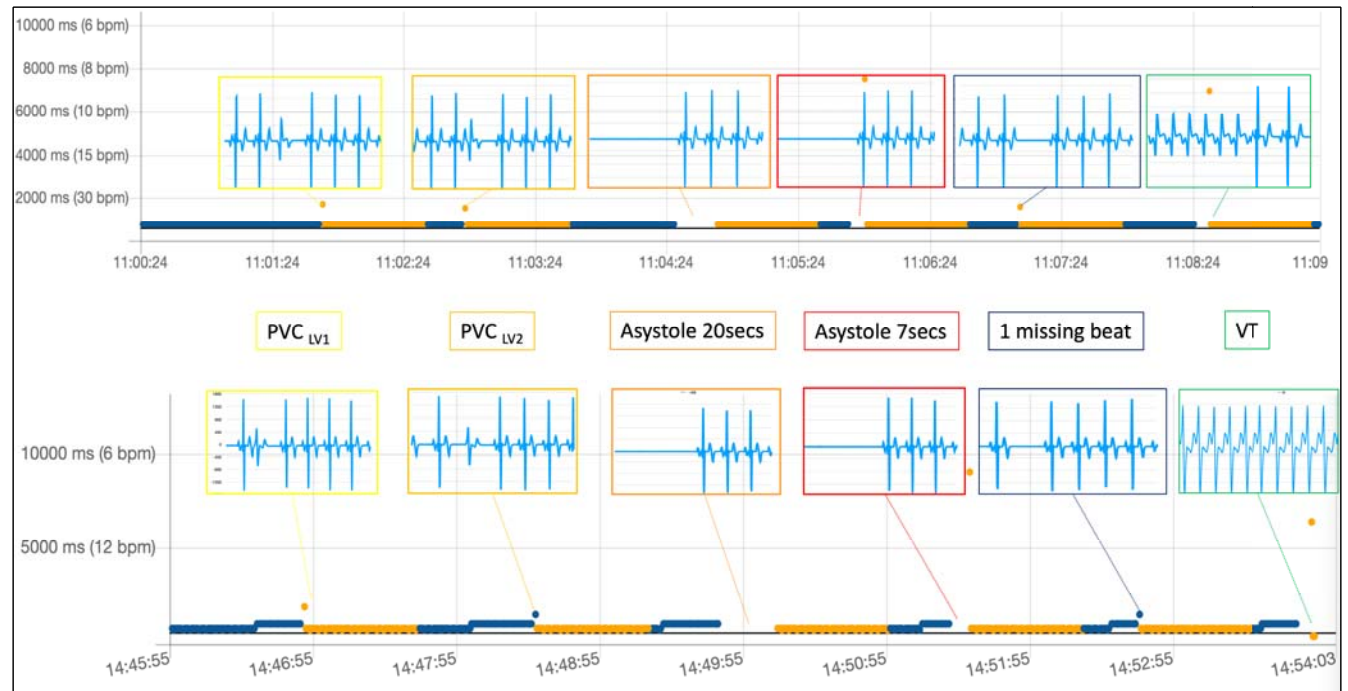 10000 ms (6 bpm)
8000 ms (8 bpm)
6000 ms (10 bpm)
4000 ms (15 bpm)
2000 ms (30 bpm)
11:00:24 11:01:24 11:02:24 11:03:24 11:04:24 11:05:24 11:06:24 11:07:24 11:08:24 11:09
PVC LV1 PVC LV2 Asystole 20secs Asystole 7secs 1 missing beat VT
10000 ms (6 bpm)
5000 ms (12 bpm)
14:45:55 14:46:55 14:47:55 14:48:55 14:49:55 14:50:55 14:51:55 14:52:55 14:54:03